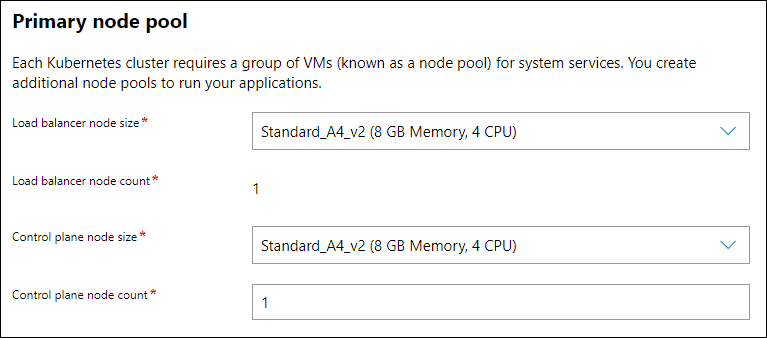 Primary node pool
Each Kubernetes cluster requires a group of VMs (known as a node pool) for system services. You create
additional node pools to run your applications.
Load balancer node size*
Standard_A4_v2 (8 GB Memory, 4 CPU)
Load balancer node count*
1
Control plane node size*
Standard_A4_v2 (8 GB Memory, 4 CPU)
Control plane node count*
1